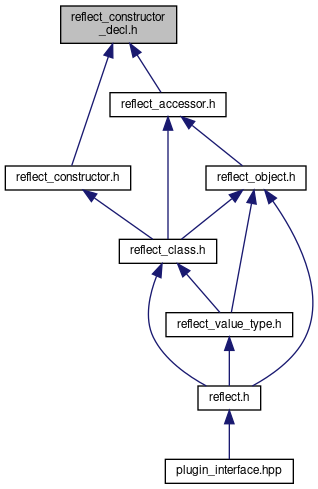 reflect_constructor
_decl.h
reflect_accessor.h
reflect_constructor.h
reflect_object.h
reflect_class.h
reflect_value_type.h
reflect.h
plugin_interface.hpp